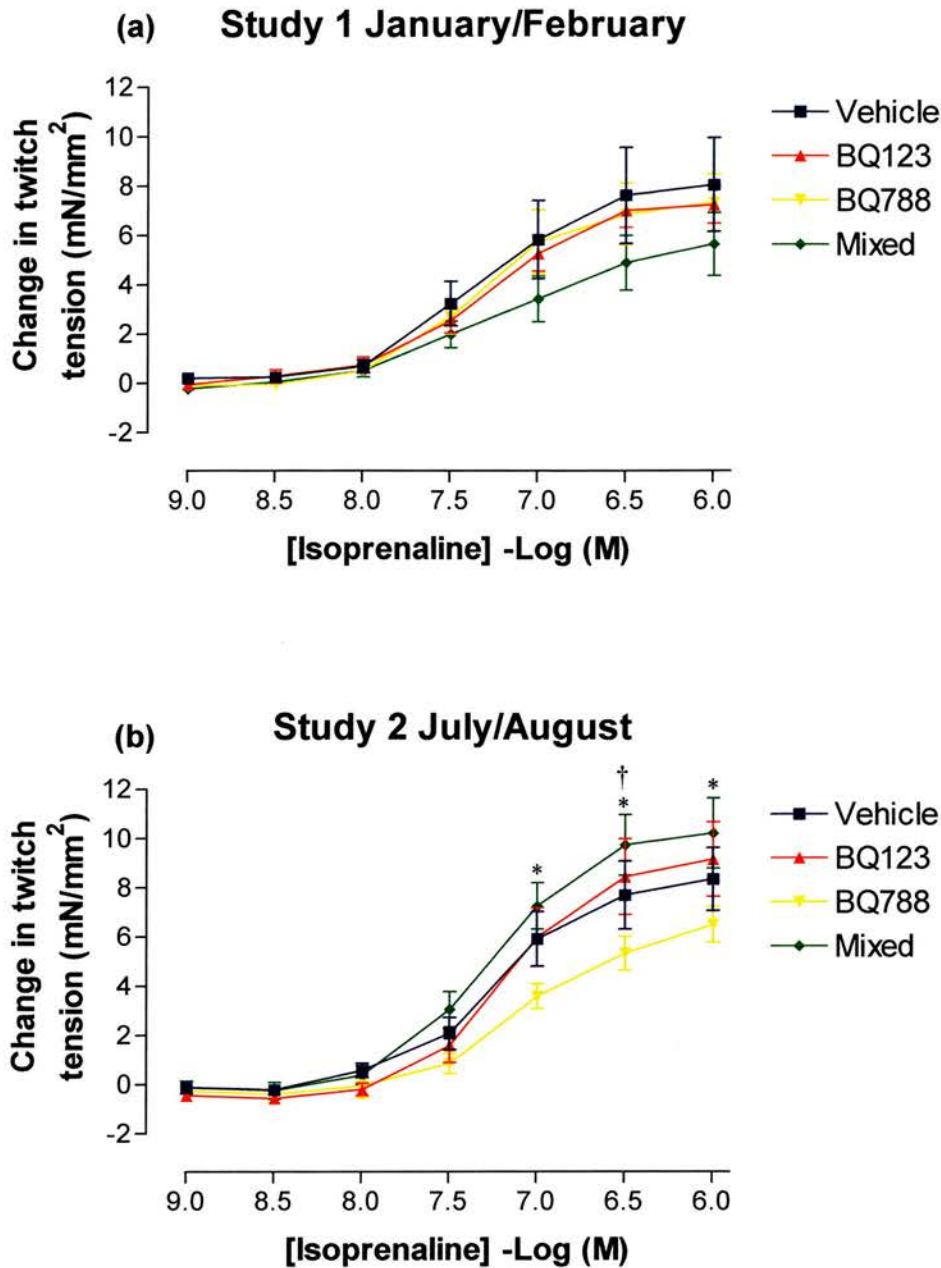 (a) Study 1 January/February
Change in twitch
tension (mN/mm²)
12
10
8
6
4
2
0
-2
9.0 8.5 8.0 7.5 7.0 6.5 6.0
[Isoprenaline] -Log (M)
Vehicle
BQ123
BQ788
Mixed
(b) Study 2 July/August
Change in twitch
tension (mN/mm²)
12
10
8
6
4
2
0
-2
†
* * *
9.0 8.5 8.0 7.5 7.0 6.5 6.0
[Isoprenaline] -Log (M)
Vehicle
BQ123
BQ788
Mixed